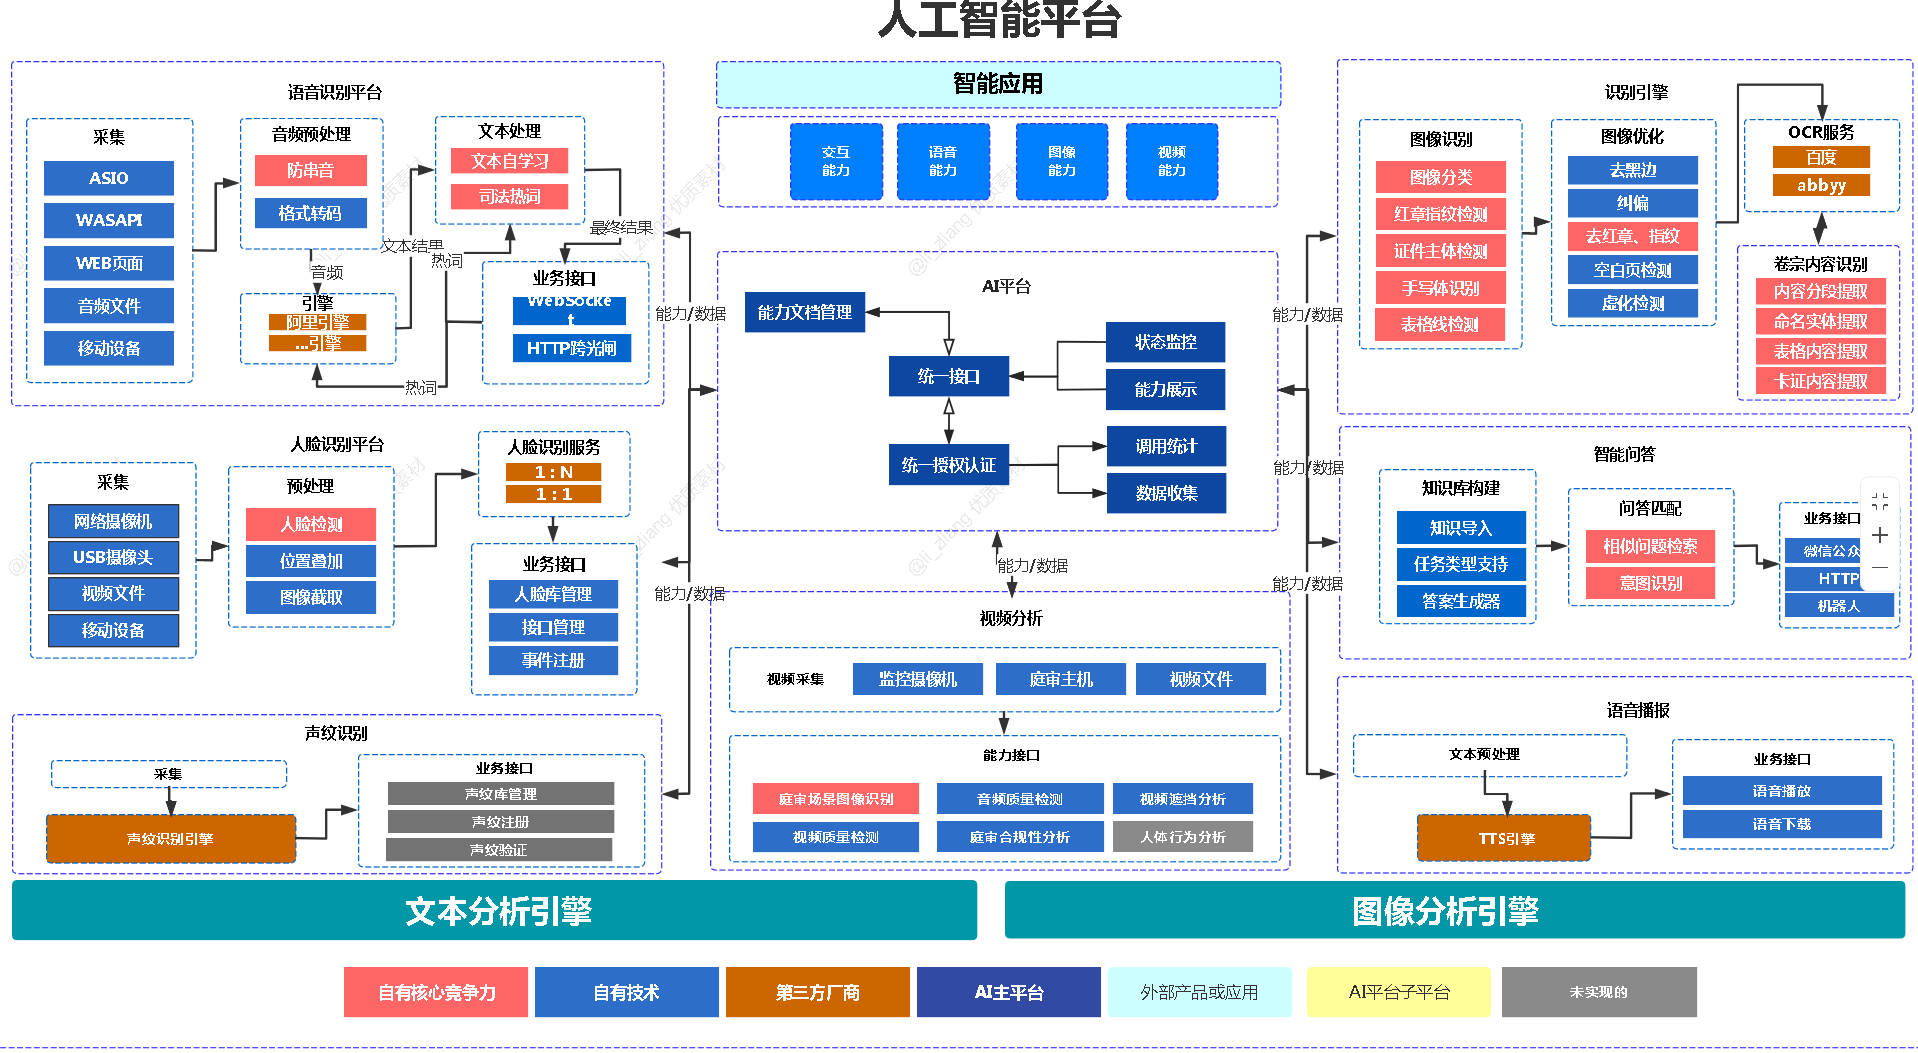 人工智能平台
语音识别平台
采集
ASIO
WASAPI
WEB页面
音频文件
移动设备
音频预处理
防串音
格式转码
音频
引擎
阿里引擎
...引擎
文本结果
热词
热词
文本处理
文本自学习
司法热词
最终结果
业务接口
WebSocke
t
HTTP跨光闸
能力/数据
人脸识别平台
采集
网络摄像机
USB摄像头
视频文件
移动设备
预处理
人脸检测
位置叠加
图像截取
人脸识别服务
1:N
1:1
业务接口
人脸库管理
接口管理
事件注册
能力/数据
声纹识别
采集
声纹识别引擎
业务接口
声纹库管理
声纹注册
声纹验证
智能应用
交互
能力
语音
能力
图像
能力
视频
能力
AI平台
能力文档管理
统一接口
统一授权认证
状态监控
能力展示
调用统计
数据收集
能力/数据
视频分析
视频采集
监控摄像机
庭审主机
视频文件
能力接口
庭审场景图像识别
音频质量检测
视频遮挡分析
视频质量检测
庭审合规性分析
人体行为分析
能力/数据
能力/数据
能力/数据
识别引擎
图像识别
图像分类
红章指纹检测
证件主体检测
手写体识别
表格线检测
图像优化
去黑边
纠偏
去红章、指纹
空白页检测
虚化检测
OCR服务
百度
abbyy
卷宗内容识别
内容分段提取
命名实体提取
表格内容提取
卡证内容提取
智能问答
知识库构建
知识导入
任务类型支持
答案生成器
问答匹配
相似问题检索
意图识别
业务接口
微信公众
HTTP
机器人
语音播报
文本预处理
TTS引擎
业务接口
语音播放
语音下载
文本分析引擎
图像分析引擎
自有核心竞争力
自有技术
第三方厂商
AI主平台
外部产品或应用
AI平台子平台
未实现的
@li_zliang 优质素材
@li_zliang 优质素材